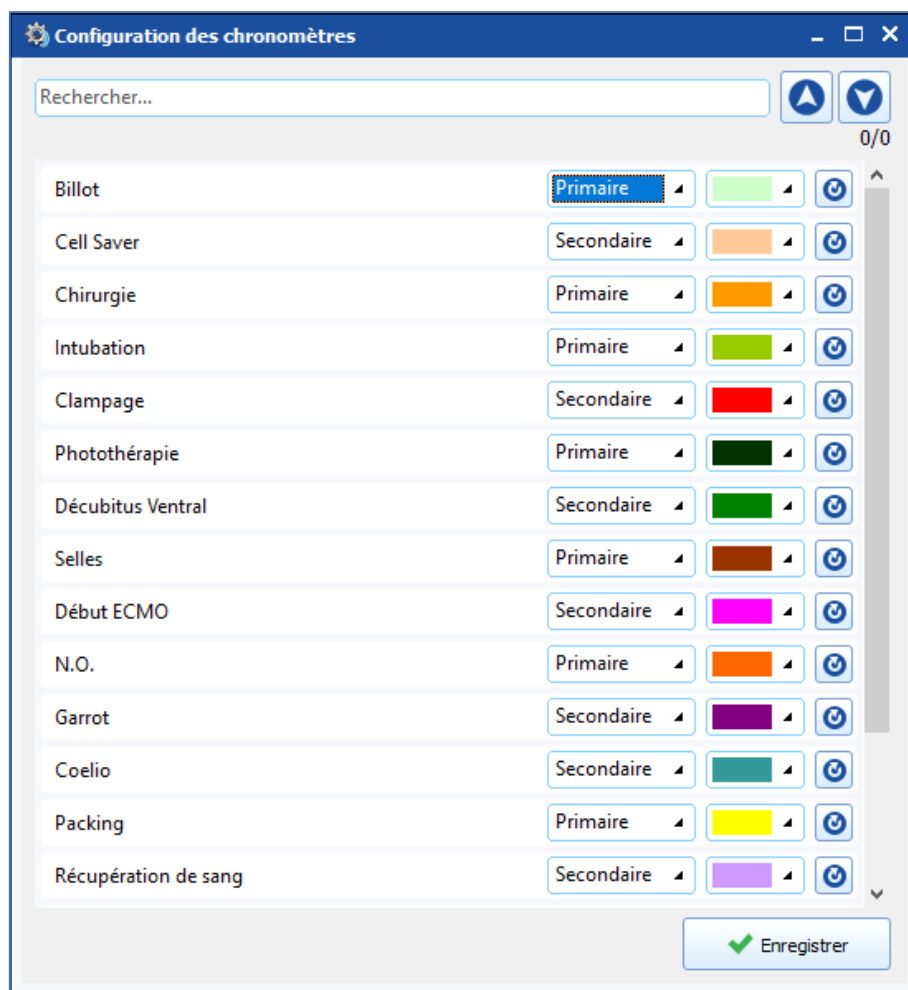 Configuration des chronomètres
Rechercher...
0/0
Billot Primaire
Cell Saver Secondaire
Chirurgie Primaire
Intubation Primaire
Clampage Secondaire
Photothérapie Primaire
Décubitus Ventral Secondaire
Selles Primaire
Début ECMO Secondaire
N.O. Primaire
Garrot Secondaire
Coelio Secondaire
Packing Primaire
Récupération de sang Secondaire
Enregistrer